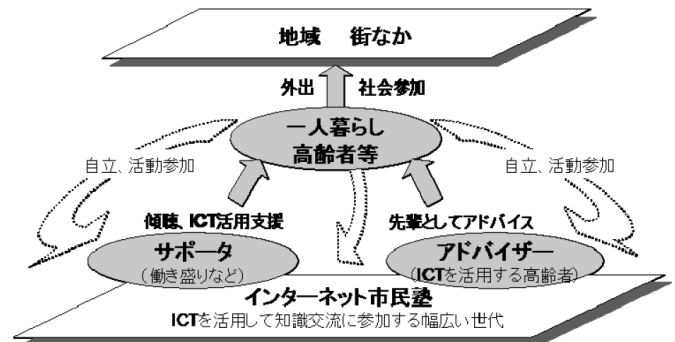 地域　街なか
外出　社会参加
一人暮らし
高齢者等
自立、活動参加
自立、活動参加
傾聴、ICT活用支援
先輩としてアドバイス
サポータ
（働き盛りなど）
アドバイザー
（ICTを活用する高齢者）
インターネット市民塾
ICTを活用して知識交流に参加する幅広い世代